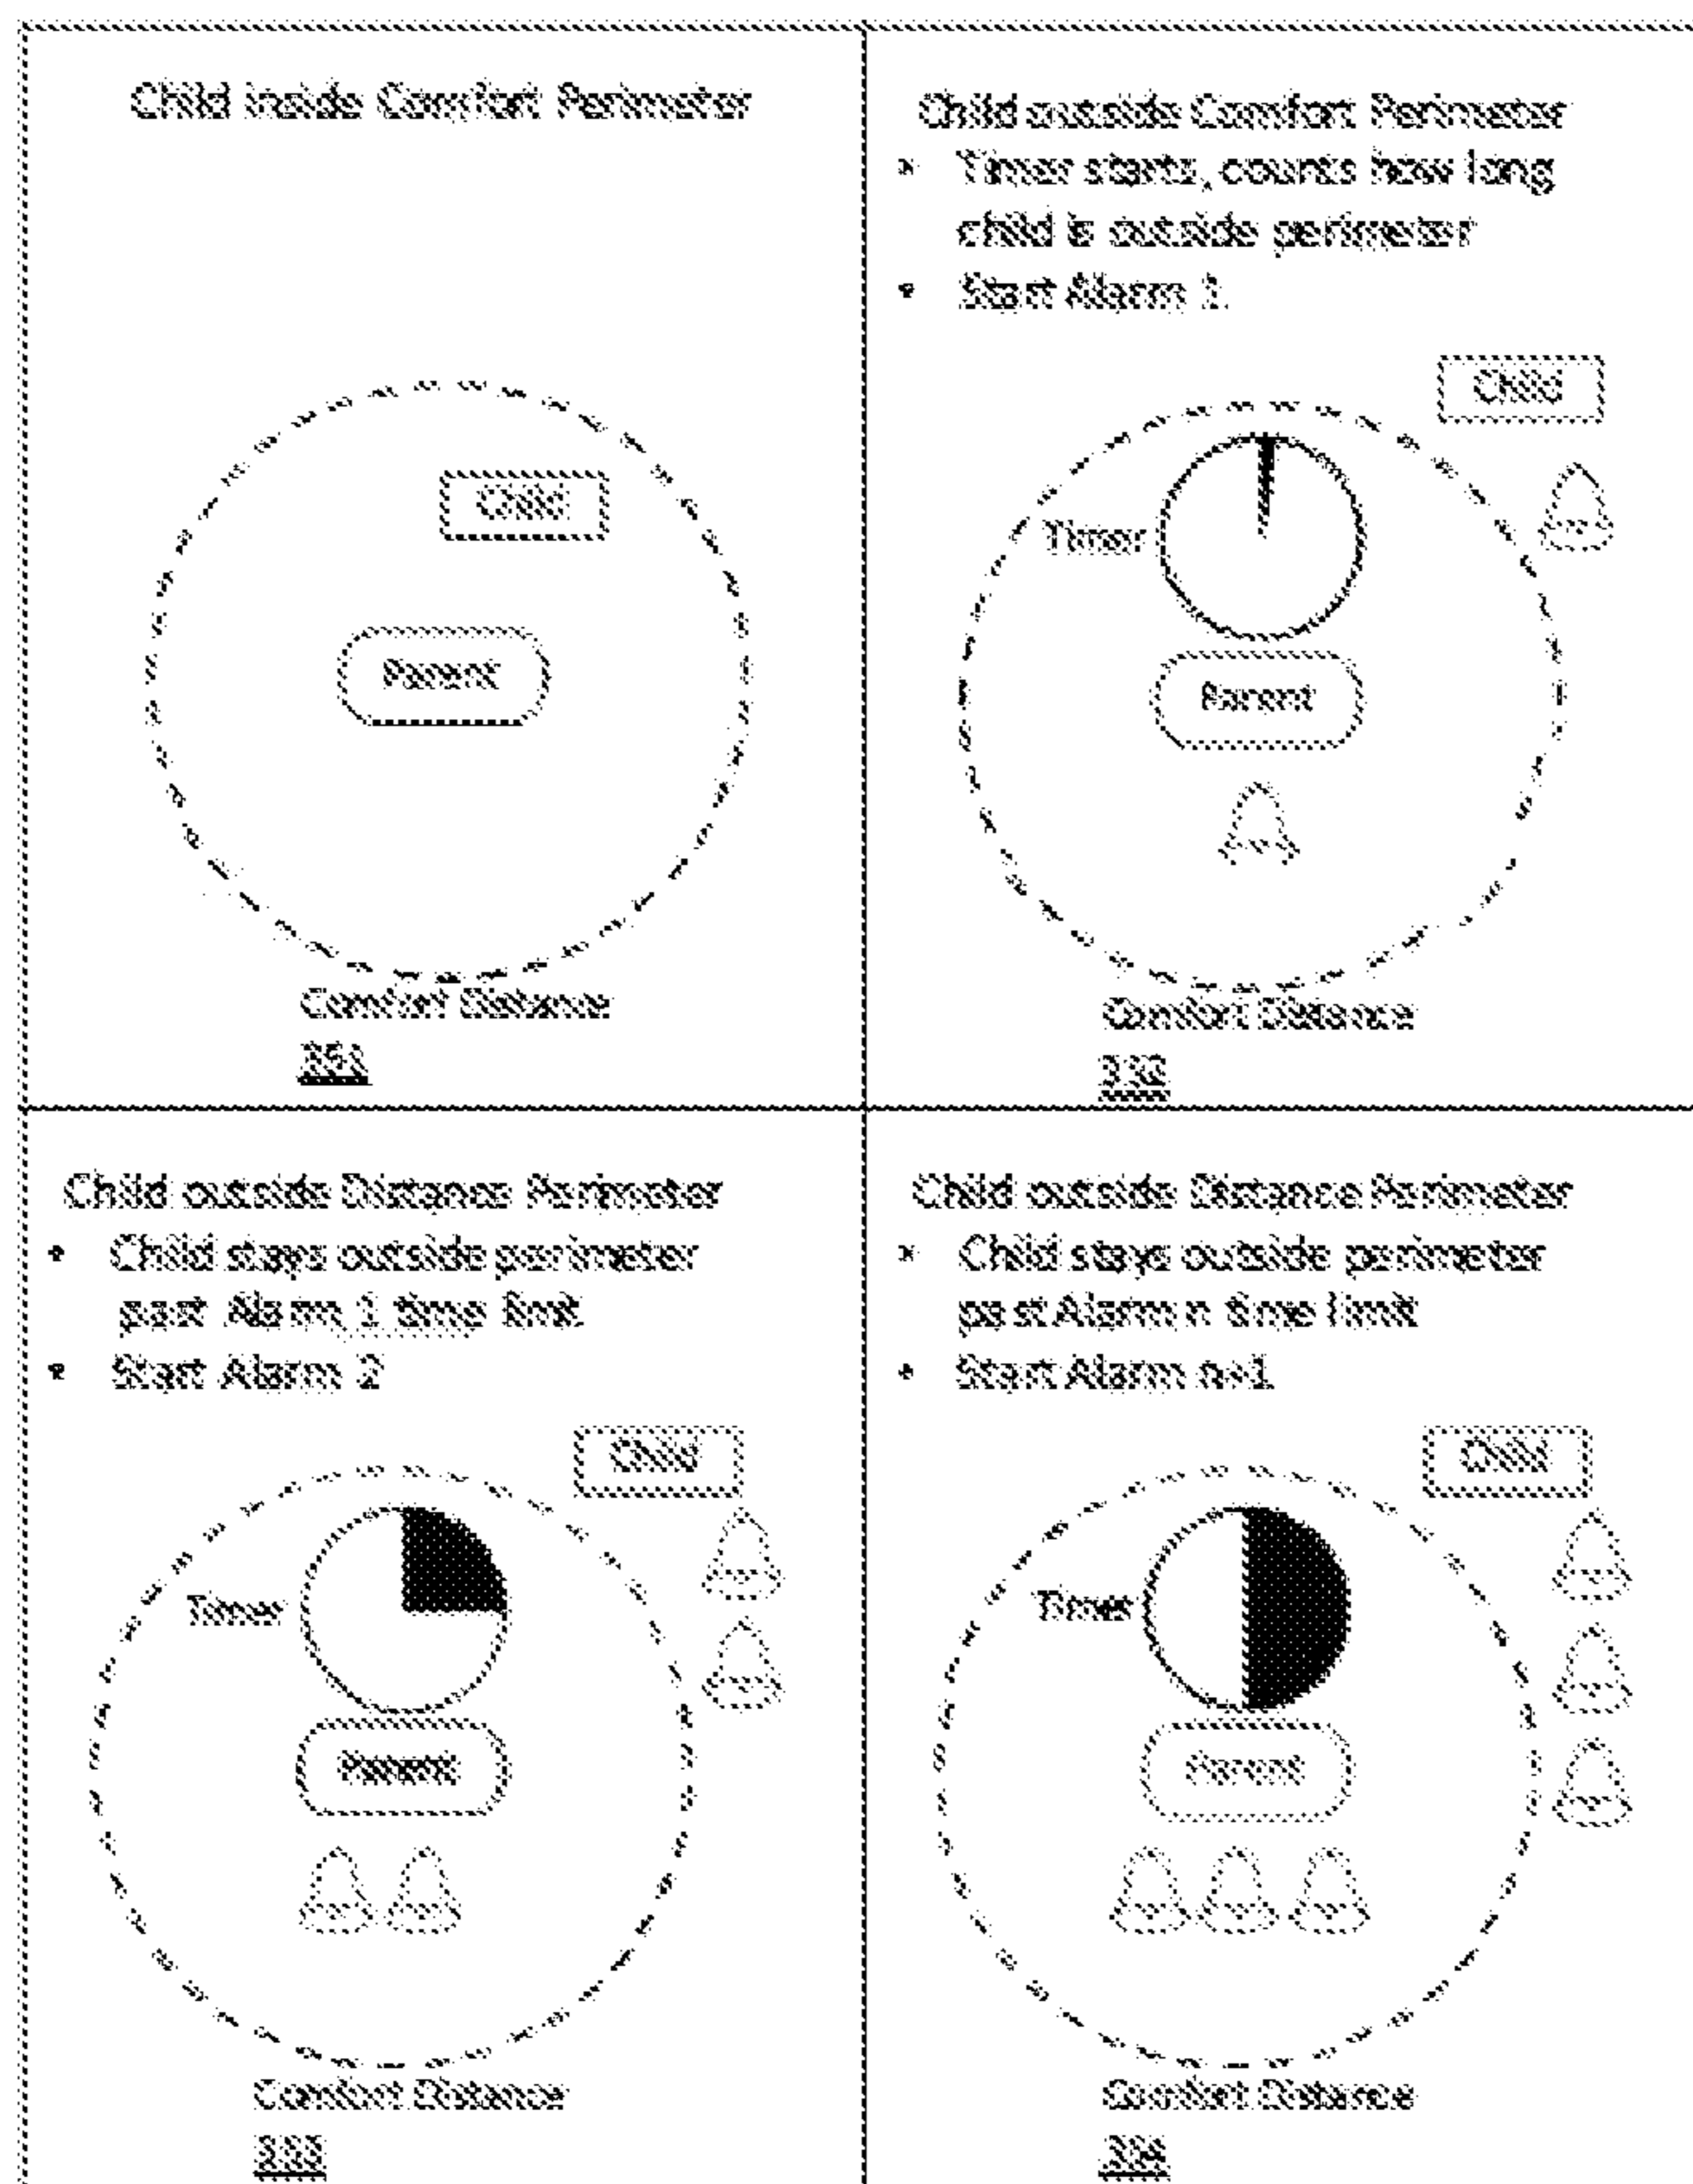 Child inside Comfort Perimeter
Child
Parent
Comfort Distance
Child outside Comfort Perimeter
• Timer starts, counts how long
child is outside perimeter
• Start Alarm 1
Child
Timer
Parent
Comfort Distance
Child outside Distance Perimeter
• Child stays outside perimeter
past Alarm 1 time limit
• Start Alarm 2
Child
Timer
Parent
Comfort Distance
Child outside Distance Perimeter
• Child stays outside perimeter
past Alarm n time limit
• Start Alarm n+1
Child
Timer
Parent
Comfort Distance